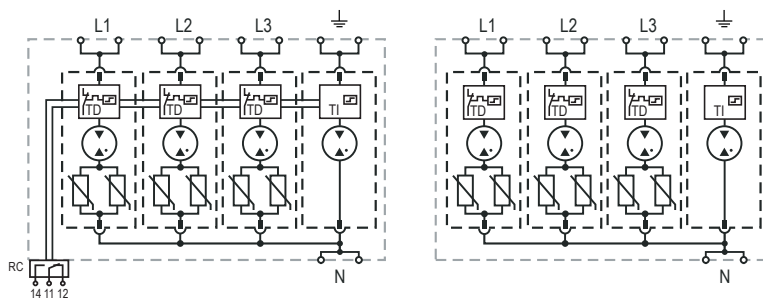 L1 L2 L3 L1 L2 L3
TD TD TD TI TD TD TD TI
RC
14 11 12
N N